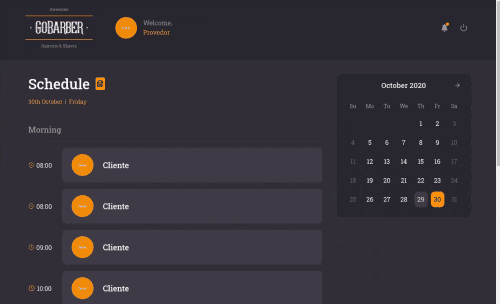 Awesome
GOBARBER
Haircuts & Shaves
Welcome,
Provedor
Schedule
30th October | Friday
Morning
08:00 Cliente
08:00 Cliente
09:00 Cliente
10:00 Cliente
October 2020
Su Mo Tu We Th Fr Sa
1 2 3
4 5 6 7 8 9 10
11 12 13 14 15 16 17
18 19 20 21 22 23 24
25 26 27 28 29 30 31